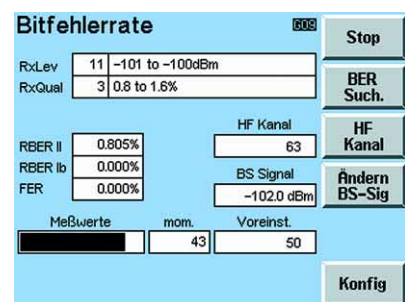 Bitfehlerrate G09
RxLev 11 -101 to -100dBm
RxQual 3 0.8 to 1.6%
HF Kanal
RBER II 0.805% 63
RBER Ib 0.000% BS Signal
FER 0.000% -102.0 dBm
Meßwerte mom. Voreinst.
43 50
Stop
BER
Such.
HF
Kanal
Ändern
BS-Sig
Konfig